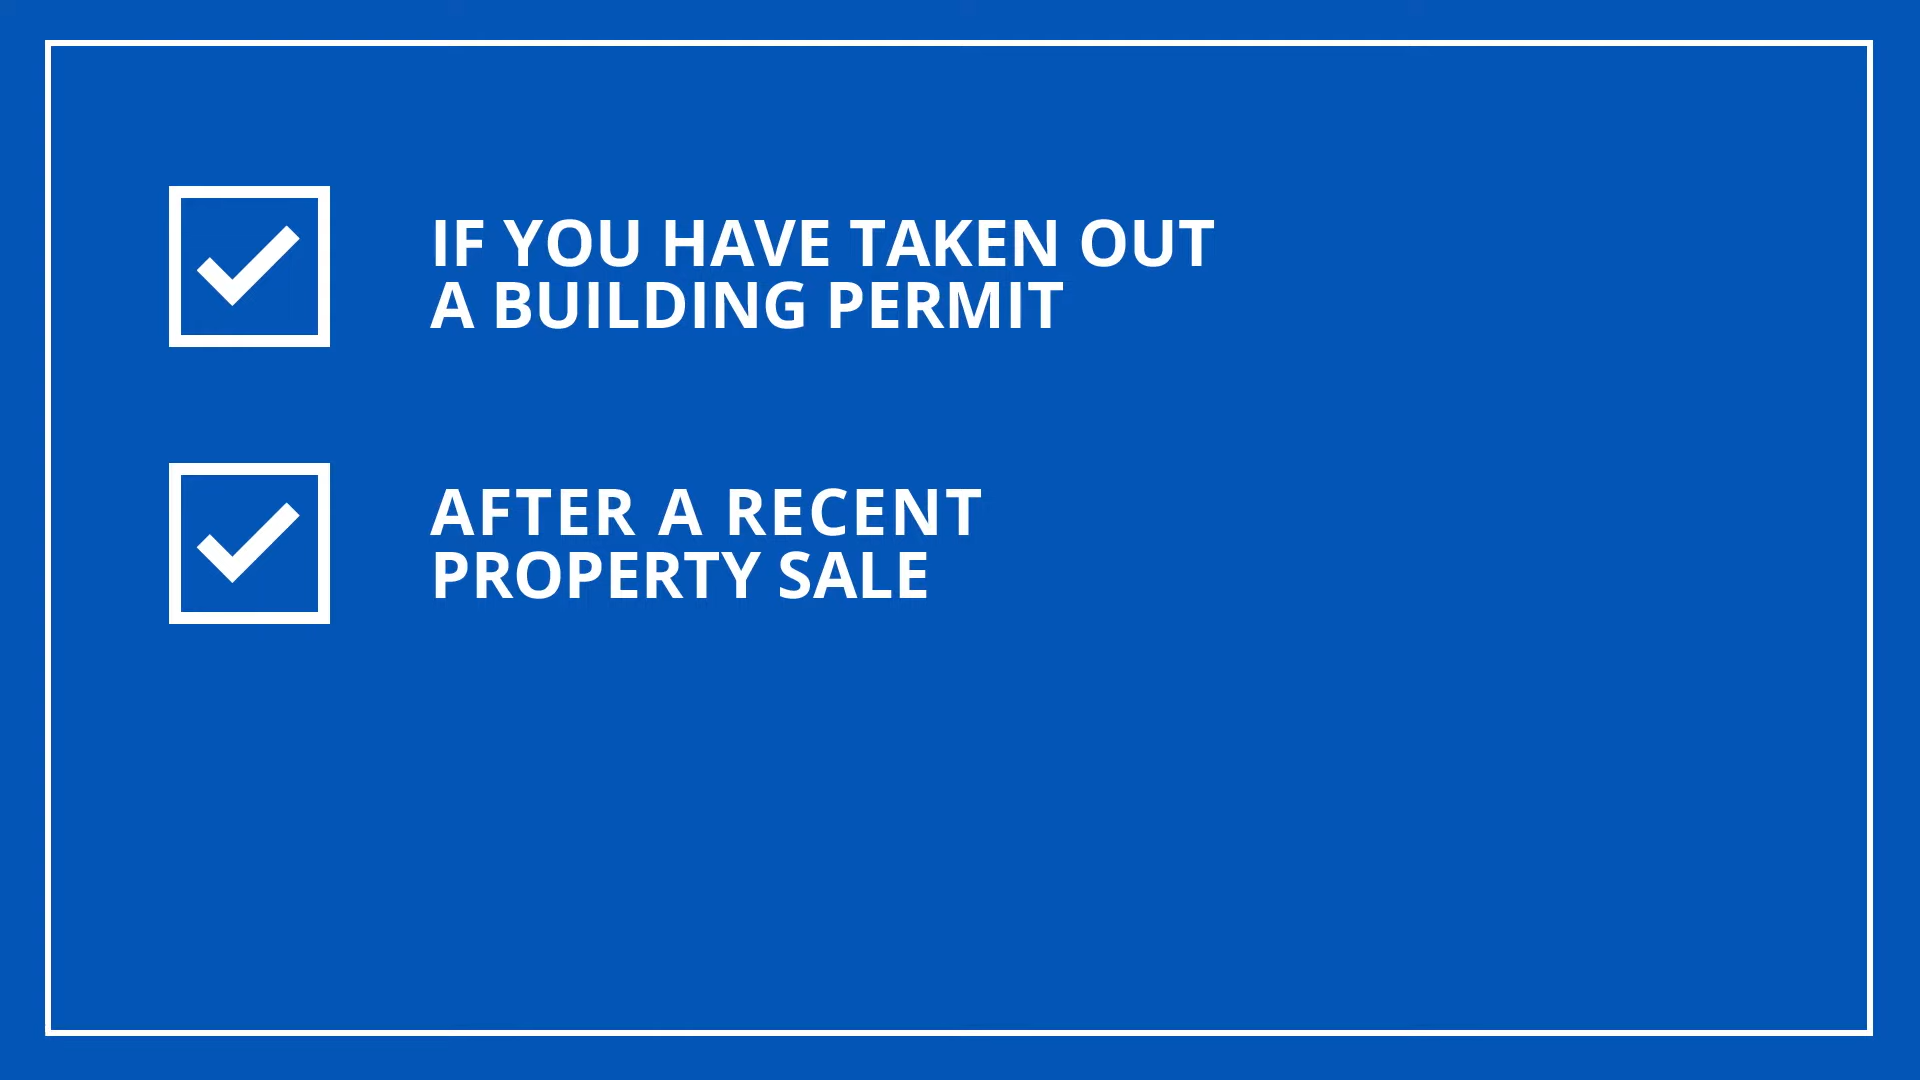 IF YOU HAVE TAKEN OUT
A BUILDING PERMIT
AFTER A RECENT
PROPERTY SALE